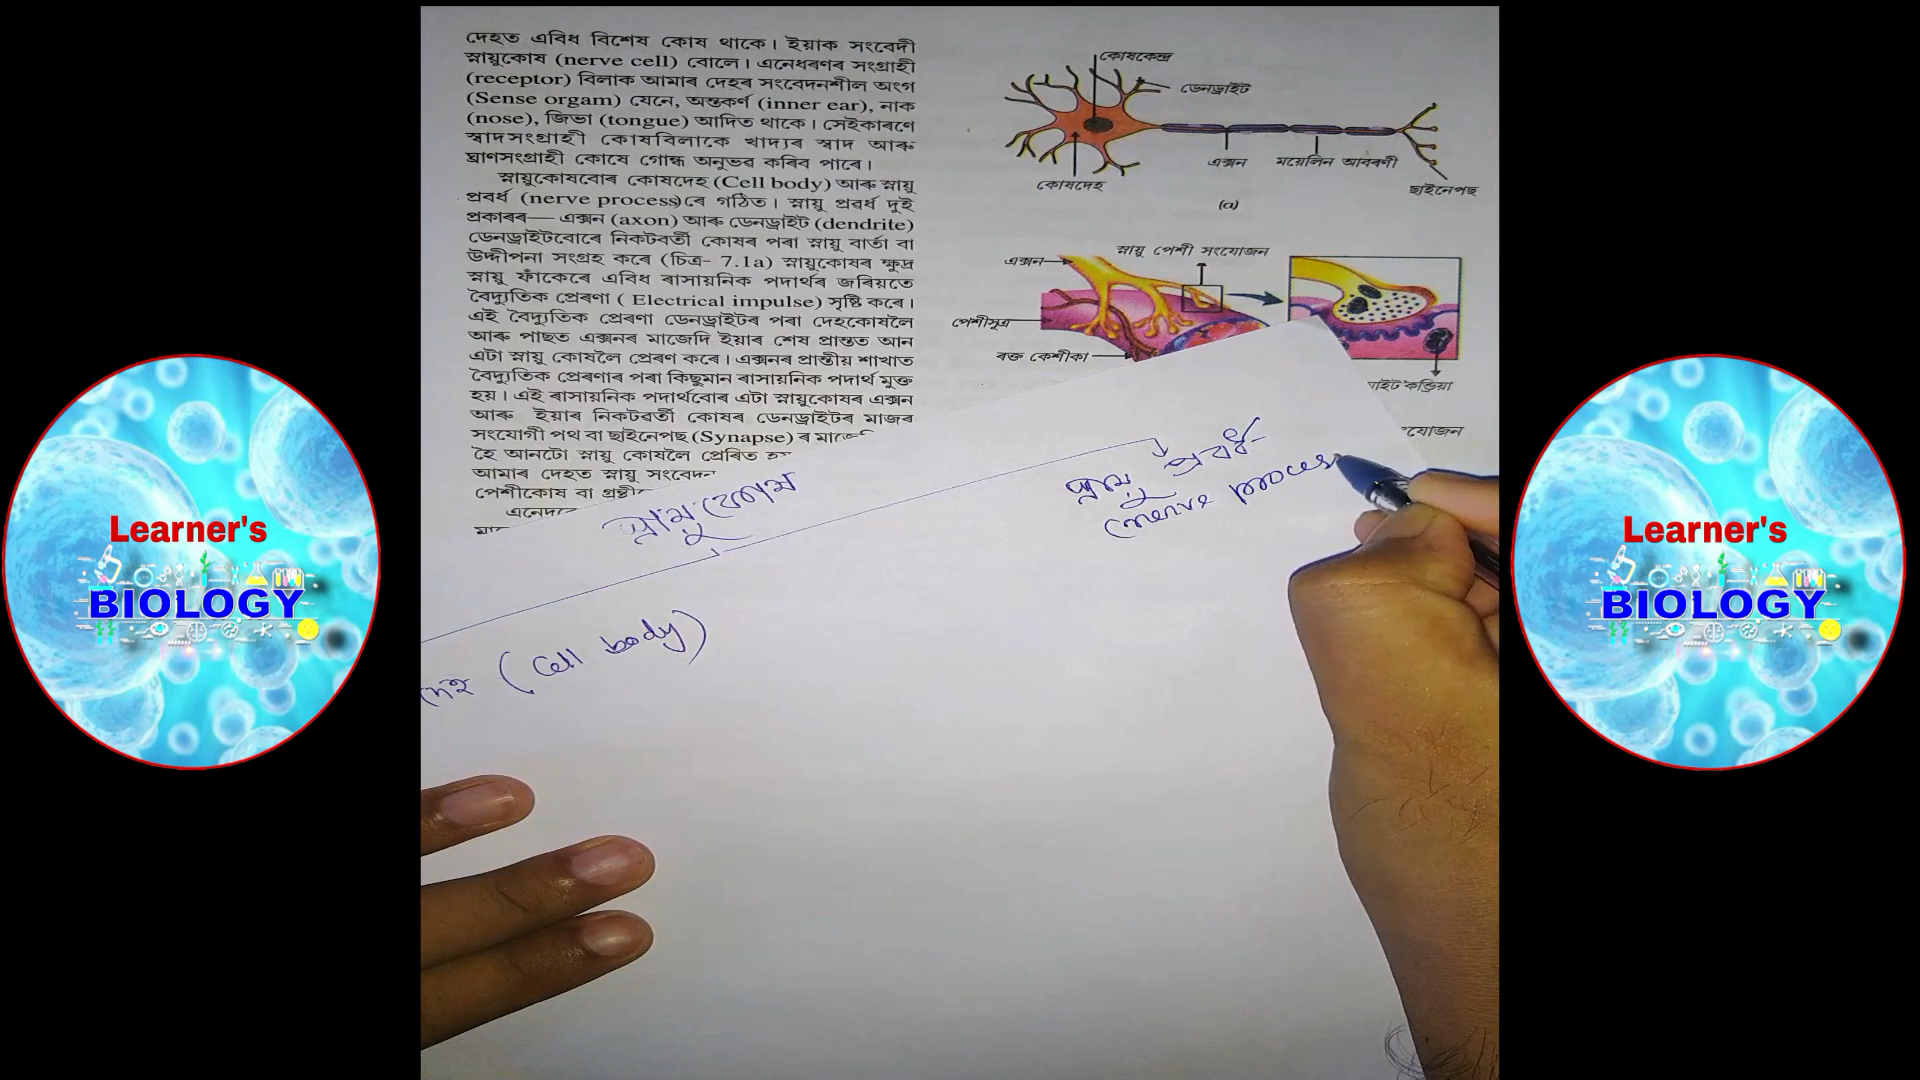 দেহত এবিধ বিশেষ কোষ থাকে। ইয়াক সংবেদী
স্নায়ুকোষ (nerve cell) বোলে। এনেধৰণৰ সংগ্ৰাহী
(receptor) বিলাক আমাৰ দেহৰ সংবেদনশীল অংগ
(Sense orgam) যেনে, অন্তকৰ্ণ (inner ear), নাক
(nose), জিভা (tongue) আদিত থাকে। সেইকাৰণে
স্বাদসংগ্ৰাহী কোষবিলাকে খাদ্যৰ স্বাদ আৰু
ঘ্ৰাণসংগ্ৰাহী কোষে গোন্ধ অনুভৱ কৰিব পাৰে।
স্নায়ুকোষবোৰ কোষদেহ (Cell body) আৰু স্নায়ু
প্ৰবৰ্ধ (nerve process)ৰে গঠিত। স্নায়ু প্ৰৱৰ্ধ দুই
প্ৰকাৰৰ— এক্সন (axon) আৰু ডেনড্ৰাইট (dendrite)
ডেনড্ৰাইটবোৰে নিকটবৰ্তী কোষৰ পৰা স্নায়ু বাৰ্তা বা
উদ্দীপনা সংগ্ৰহ কৰে (চিত্ৰ- 7.1a) স্নায়ুকোষৰ ক্ষুদ্ৰ
স্নায়ু ফাঁকেৰে এবিধ ৰাসায়নিক পদাৰ্থৰ জৰিয়তে
বৈদ্যুতিক প্ৰেৰণা ( Electrical impulse) সৃষ্টি কৰে।
এই বৈদ্যুতিক প্ৰেৰণা ডেনড্ৰাইটৰ পৰা দেহকোষলৈ
আৰু পাছত এক্সনৰ মাজেদি ইয়াৰ শেষ প্ৰান্তত আন
এটা স্নায়ু কোষলৈ প্ৰেৰণ কৰে। এক্সনৰ প্ৰান্তীয় শাখাত
বৈদ্যুতিক প্ৰেৰণাৰ পৰা কিছুমান ৰাসায়নিক পদাৰ্থ মুক্ত
হয়। এই ৰাসায়নিক পদাৰ্থবোৰ এটা স্নায়ুকোষৰ এক্সন
আৰু ইয়াৰ নিকটৱৰ্তী কোষৰ ডেনড্ৰাইটৰ মাজৰ
সংযোগী পথ বা ছাইনেপছ (Synapse) ৰ
হৈ আনটো স্নায়ু কোষলৈ প্ৰেৰিত
আমাৰ দেহত স্নায়ু সংবেদন
পেশীকোষ বা
কোষকেন্দ্ৰ
ডেনড্ৰাইট
এক্সন
ময়েলিন আবৰণী
কোষদেহ
ছাইনেপছ
(a)
স্নায়ু পেশী সংযোজন
এক্সন
পেশীসূত্ৰ
ৰক্ত কেশীকা
াইট কণ্ড্ৰিয়া
যোজন
স্নায়ুকোষ
স্নায়ু প্ৰবৰ্ধ
(nerve process
দেহ (Cell body)
Learner's
BIOLOGY
Learner's
BIOLOGY